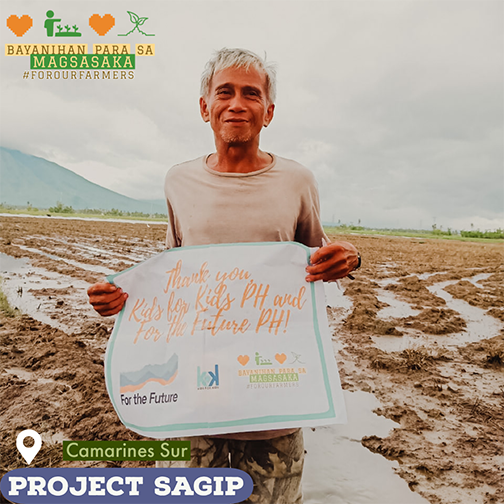 BAYANIHAN PARA SA
MAGSASAKA
#FOROURFARMERS
Thank you
Kids for Kids PH and
For the Future PH!
For the Future
BAYANIHAN PARA SA
MAGSASAKA
#FOROURFARMERS
Camarines Sur
PROJECT SAGIP